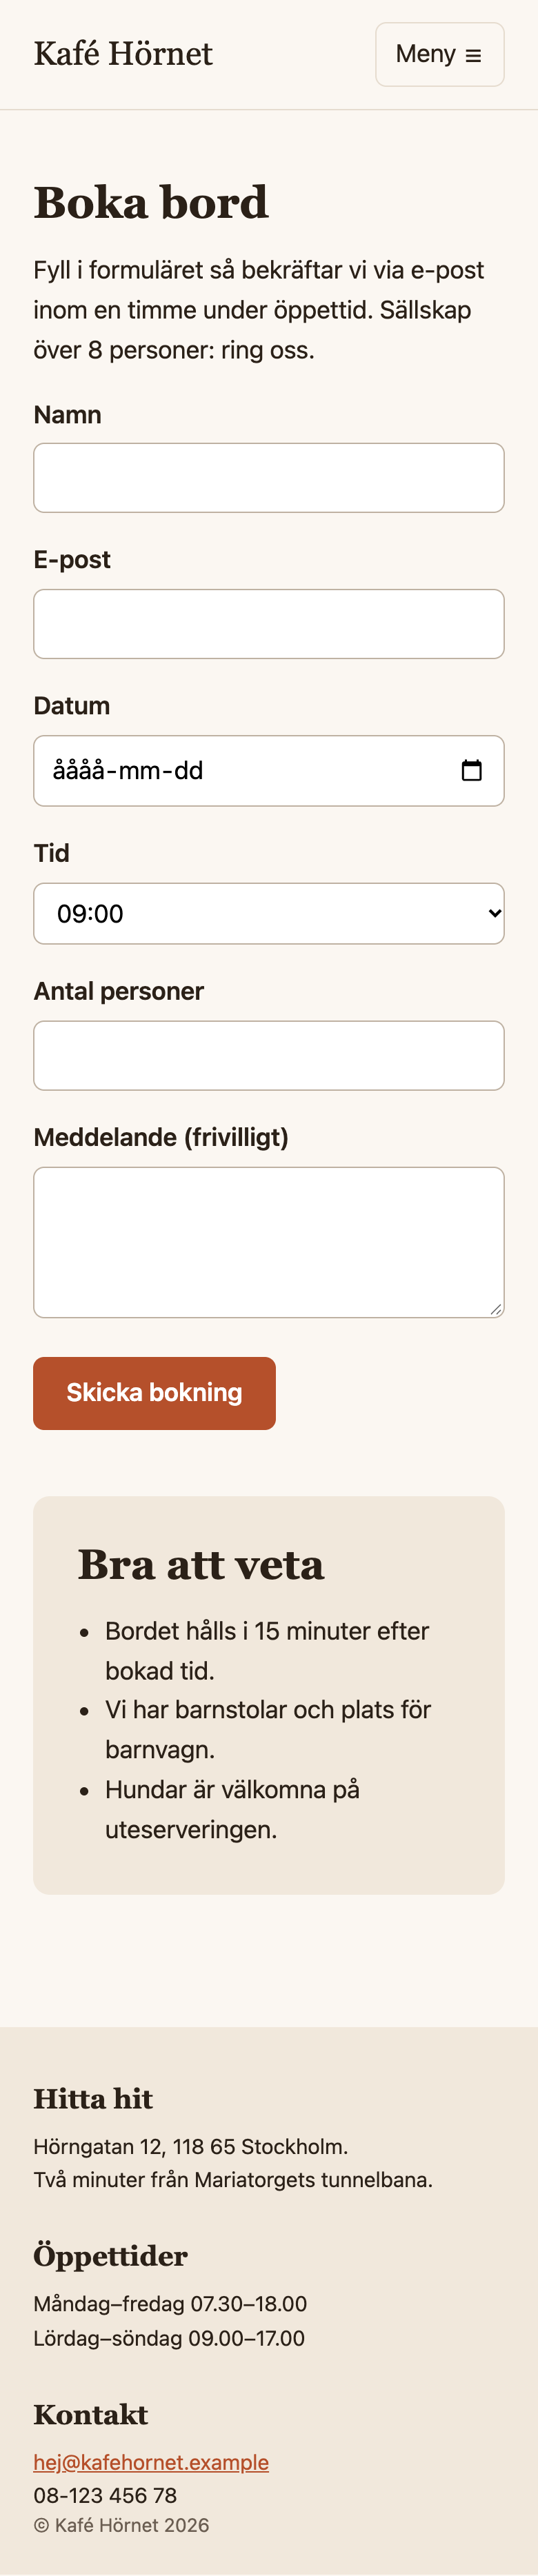 Kafé Hörnet
Meny ≡
Boka bord
Fyll i formuläret så bekräftar vi via e-post
inom en timme under öppettid. Sällskap
över 8 personer: ring oss.
Namn
E-post
Datum
åååå-mm-dd
Tid
09:00
Antal personer
Meddelande (frivilligt)
Skicka bokning
Bra att veta
• Bordet hålls i 15 minuter efter
bokad tid.
• Vi har barnstolar och plats för
barnvagn.
• Hundar är välkomna på
uteserveringen.
Hitta hit
Hörngatan 12, 118 65 Stockholm.
Två minuter från Mariatorgets tunnelbana.
Öppettider
Måndag–fredag 07.30–18.00
Lördag–söndag 09.00–17.00
Kontakt
hej@kafehornet.example
08-123 456 78
© Kafé Hörnet 2026